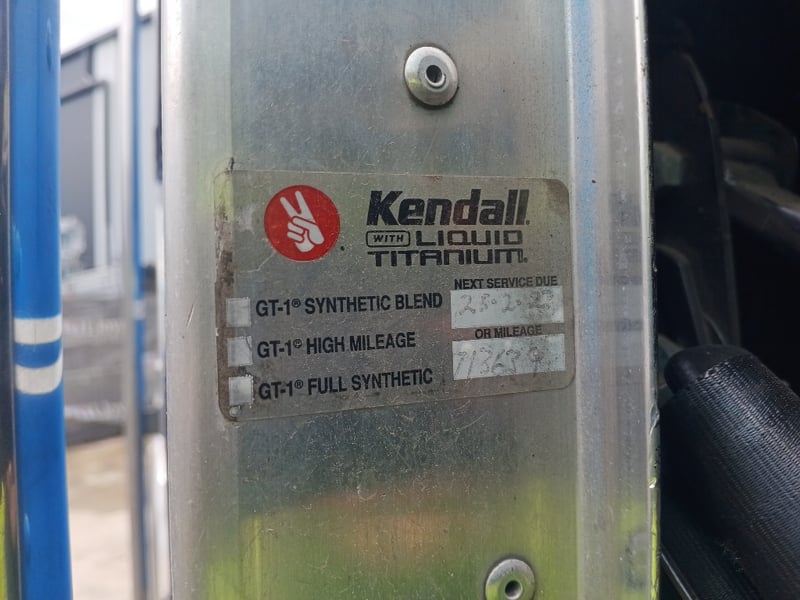 Kendall
WITH LIQUID
TITANIUM
NEXT SERVICE DUE
GT-1® SYNTHETIC BLEND
OR MILEAGE
GT-1® HIGH MILEAGE
GT-1® FULL SYNTHETIC